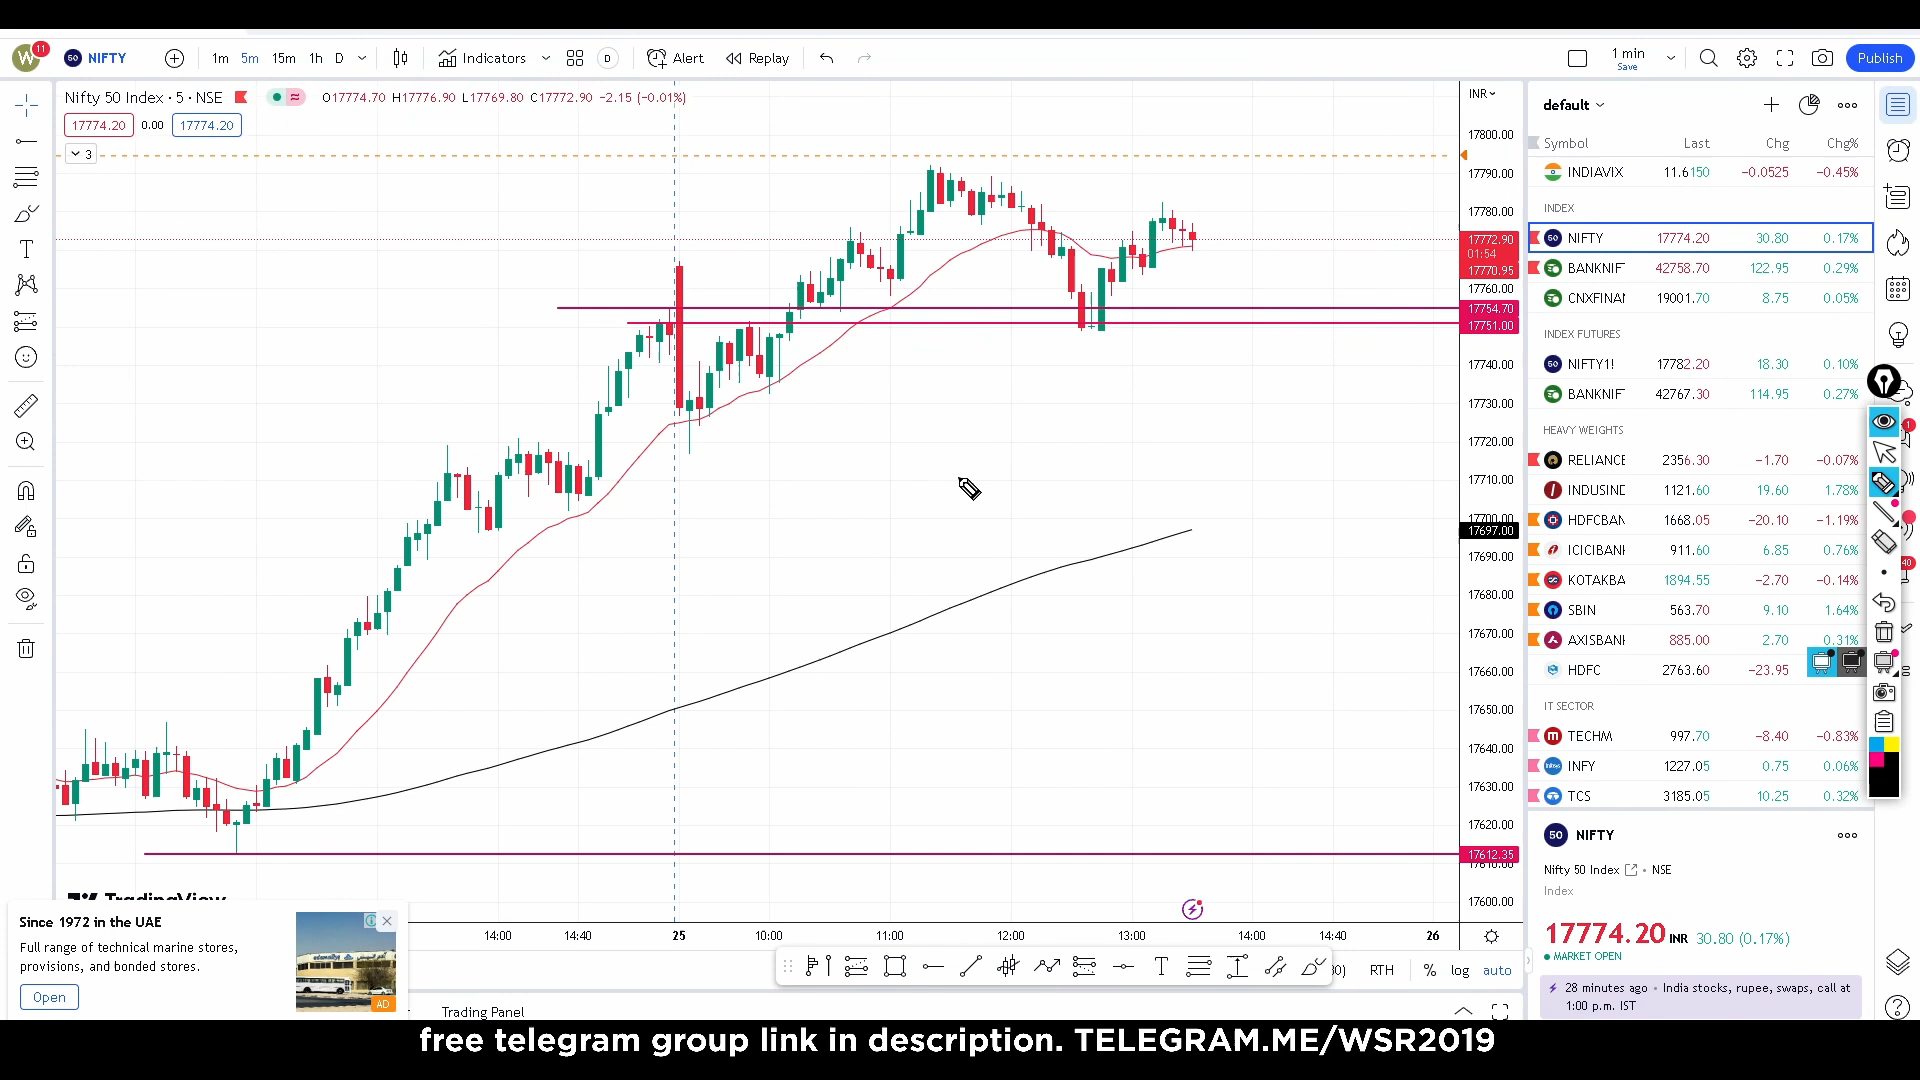 W 11 50 NIFTY 1m 5m 15m 1h D Indicators D Alert Replay 1 min Save Publish
Nifty 50 Index · 5 · NSE O17774.70 H17776.90 L17769.80 C17772.90 −2.15 (−0.01%)
17774.20 0.00 17774.20
3
INR
17800.00
17790.00
17780.00
17772.90
01:54
17770.95
17760.00
17754.70
17751.00
17740.00
17730.00
17720.00
17710.00
17700.00
17697.00
17690.00
17680.00
17670.00
17660.00
17650.00
17640.00
17630.00
17620.00
17612.35
17600.00
14:00 14:40 25 10:00 11:00 12:00 13:00 14:00 14:40 26
TradingView
Since 1972 in the UAE
Full range of technical marine stores,
provisions, and bonded stores.
Open
AD
RTH % log auto
Trading Panel
default
Symbol Last Chg Chg%
INDIAVIX 11.6150 −0.0525 −0.45%
INDEX
50 NIFTY 17774.20 30.80 0.17%
BANKNIF 42758.70 122.95 0.29%
CNXFINAI 19001.70 8.75 0.05%
INDEX FUTURES
50 NIFTY1! 17782.20 18.30 0.10%
BANKNIF 42767.30 114.95 0.27%
HEAVY WEIGHTS
RELIANCE 2356.30 −1.70 −0.07%
INDUSIND 1121.60 19.60 1.78%
HDFCBAN 1668.05 −20.10 −1.19%
ICICIBANK 911.60 6.85 0.76%
KOTAKBA 1894.55 −2.70 −0.14%
SBIN 563.70 9.10 1.64%
AXISBANK 885.00 2.70 0.31%
HDFC 2763.60 −23.95
IT SECTOR
TECHM 997.70 −8.40 −0.83%
INFY 1227.05 0.75 0.06%
TCS 3185.05 10.25 0.32%
50 NIFTY
Nifty 50 Index · NSE
Index
17774.20 INR 30.80 (0.17%)
MARKET OPEN
28 minutes ago · India stocks, rupee, swaps, call at
1:00 p.m. IST
free telegram group link in description. TELEGRAM.ME/WSR2019